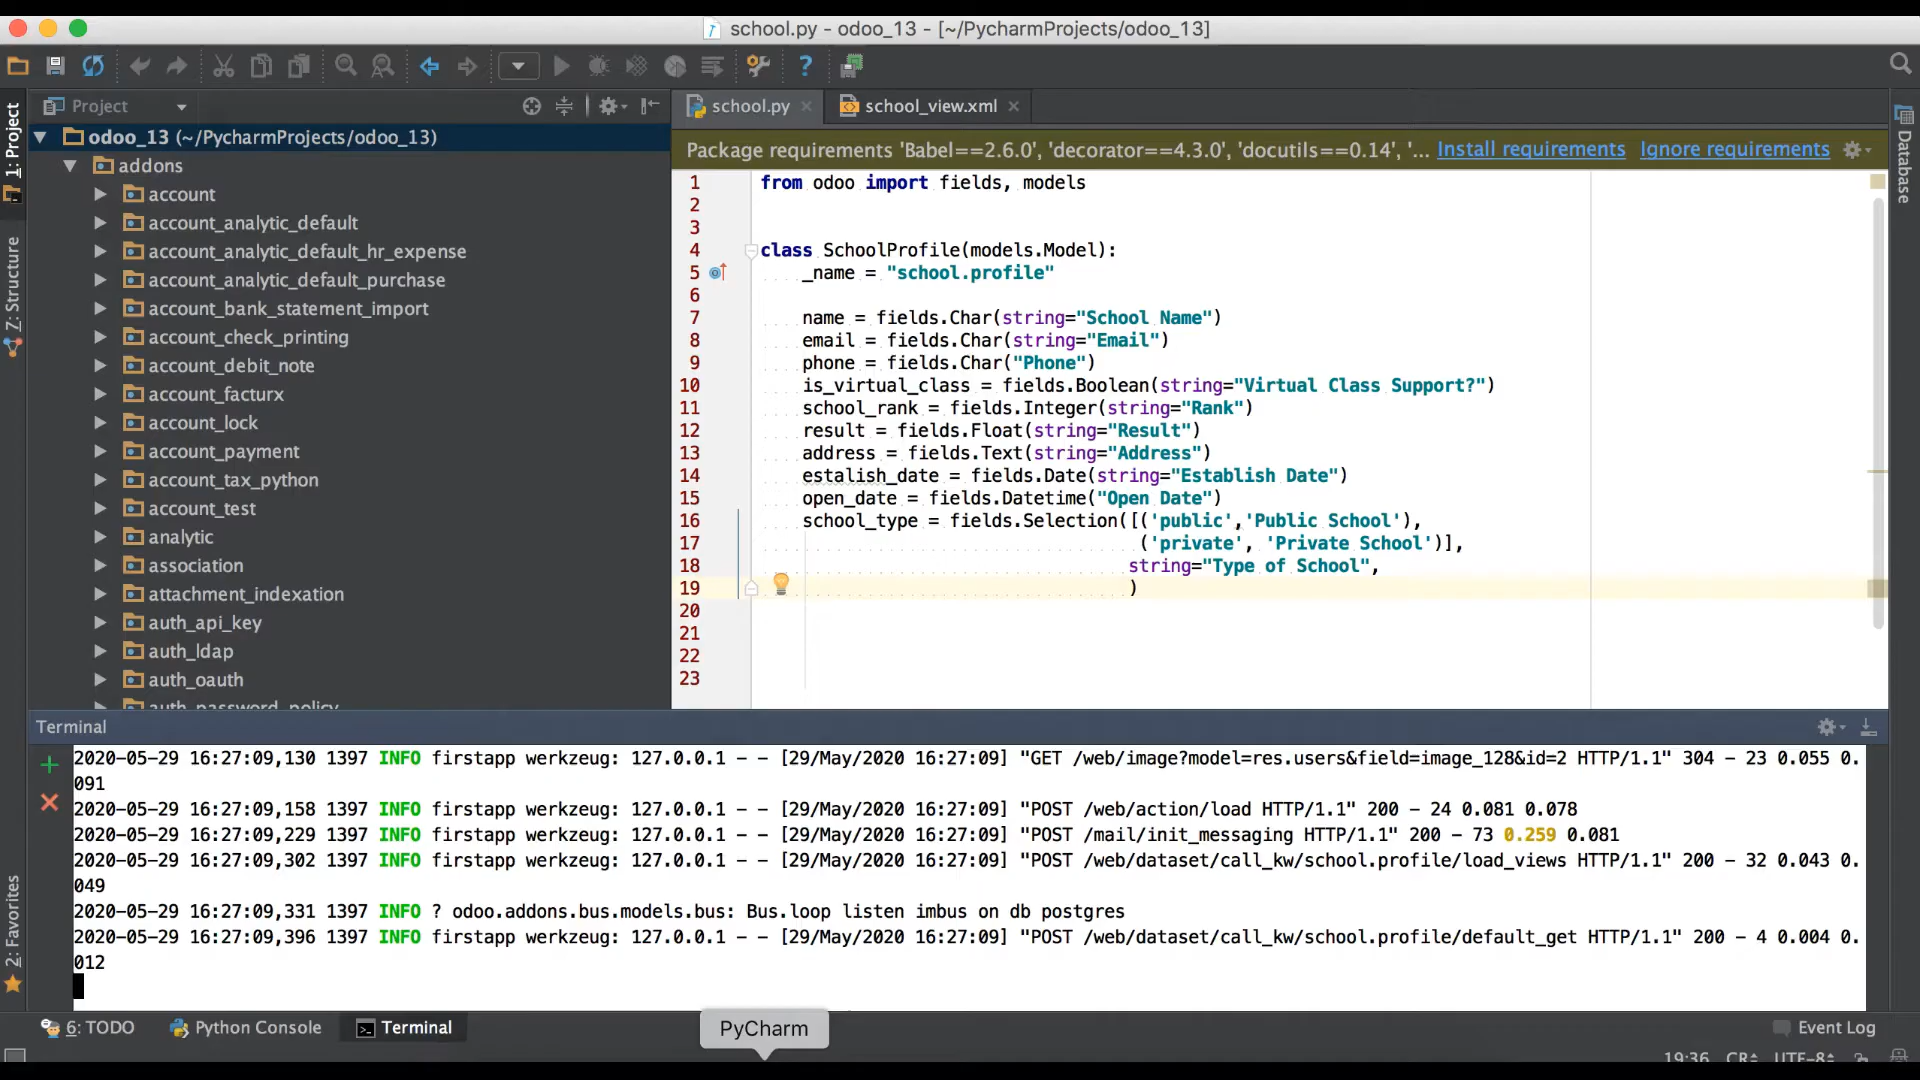 school.py - odoo_13 - [~/PycharmProjects/odoo_13]
Project
school.py
school_view.xml
1: Project
Z: Structure
2: Favorites
Database
odoo_13 (~/PycharmProjects/odoo_13)
addons
account
account_analytic_default
account_analytic_default_hr_expense
account_analytic_default_purchase
account_bank_statement_import
account_check_printing
account_debit_note
account_facturx
account_lock
account_payment
account_tax_python
account_test
analytic
association
attachment_indexation
auth_api_key
auth_ldap
auth_oauth
auth_password_policy
Package requirements 'Babel==2.6.0', 'decorator==4.3.0', 'docutils==0.14', '... Install requirements Ignore requirements
1 from odoo import fields, models
2
3
4 class SchoolProfile(models.Model):
5 _name = "school.profile"
6
7 name = fields.Char(string="School Name")
8 email = fields.Char(string="Email")
9 phone = fields.Char("Phone")
10 is_virtual_class = fields.Boolean(string="Virtual Class Support?")
11 school_rank = fields.Integer(string="Rank")
12 result = fields.Float(string="Result")
13 address = fields.Text(string="Address")
14 estalish_date = fields.Date(string="Establish Date")
15 open_date = fields.Datetime("Open Date")
16 school_type = fields.Selection([('public','Public School'),
17 ('private', 'Private School')],
18 string="Type of School",
19 )
20
21
22
23
Terminal
2020-05-29 16:27:09,130 1397 INFO firstapp werkzeug: 127.0.0.1 - - [29/May/2020 16:27:09] "GET /web/image?model=res.users&field=image_128&id=2 HTTP/1.1" 304 - 23 0.055 0.
091
2020-05-29 16:27:09,158 1397 INFO firstapp werkzeug: 127.0.0.1 - - [29/May/2020 16:27:09] "POST /web/action/load HTTP/1.1" 200 - 24 0.081 0.078
2020-05-29 16:27:09,229 1397 INFO firstapp werkzeug: 127.0.0.1 - - [29/May/2020 16:27:09] "POST /mail/init_messaging HTTP/1.1" 200 - 73 0.259 0.081
2020-05-29 16:27:09,302 1397 INFO firstapp werkzeug: 127.0.0.1 - - [29/May/2020 16:27:09] "POST /web/dataset/call_kw/school.profile/load_views HTTP/1.1" 200 - 32 0.043 0.
049
2020-05-29 16:27:09,331 1397 INFO ? odoo.addons.bus.models.bus: Bus.loop listen imbus on db postgres
2020-05-29 16:27:09,396 1397 INFO firstapp werkzeug: 127.0.0.1 - - [29/May/2020 16:27:09] "POST /web/dataset/call_kw/school.profile/default_get HTTP/1.1" 200 - 4 0.004 0.
012
6: TODO
Python Console
Terminal
PyCharm
Event Log
19:36 CR UTF-8